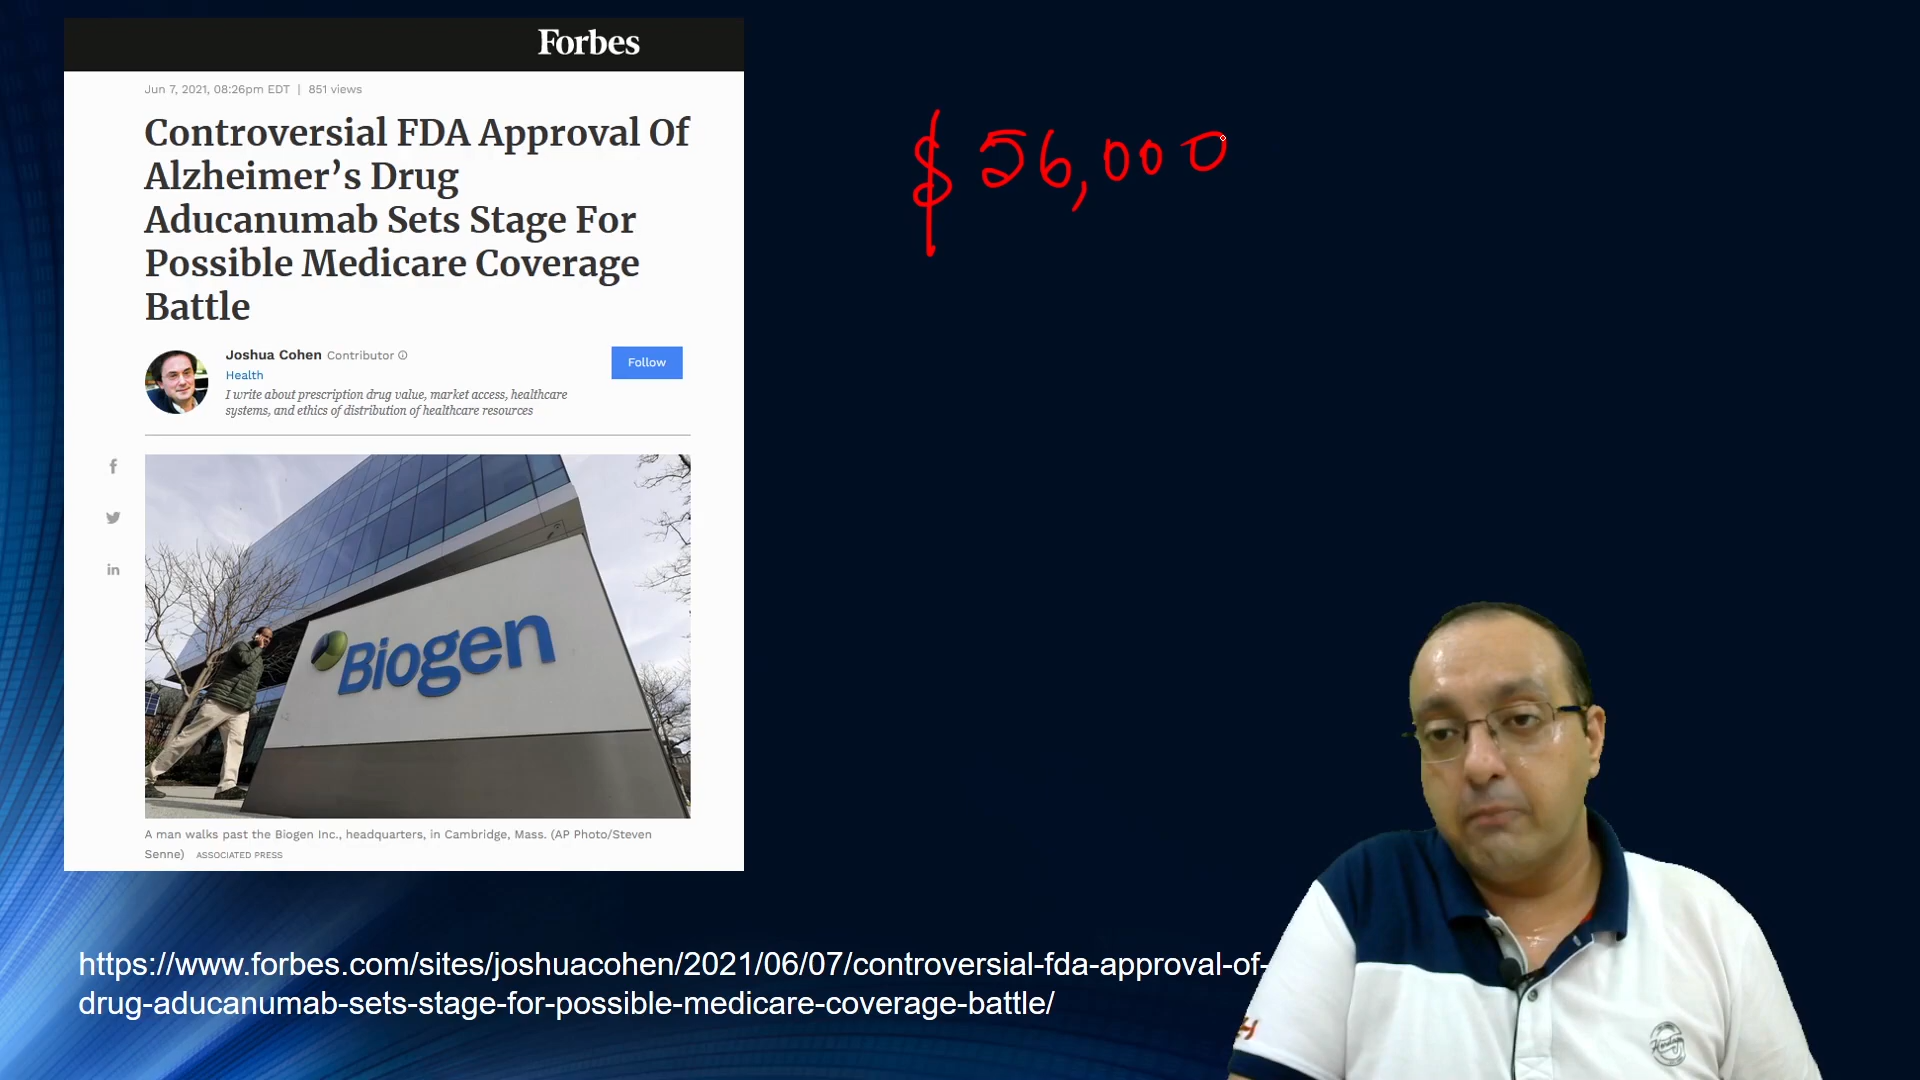 Forbes
Jun 7, 2021, 08:26pm EDT | 851 views
Controversial FDA Approval Of
Alzheimer’s Drug
Aducanumab Sets Stage For
Possible Medicare Coverage
Battle
Joshua Cohen Contributor
Health
I write about prescription drug value, market access, healthcare
systems, and ethics of distribution of healthcare resources
Follow
Biogen
A man walks past the Biogen Inc., headquarters, in Cambridge, Mass. (AP Photo/Steven
Senne) ASSOCIATED PRESS
$56,000
https://www.forbes.com/sites/joshuacohen/2021/06/07/controversial-fda-approval-of-
drug-aducanumab-sets-stage-for-possible-medicare-coverage-battle/